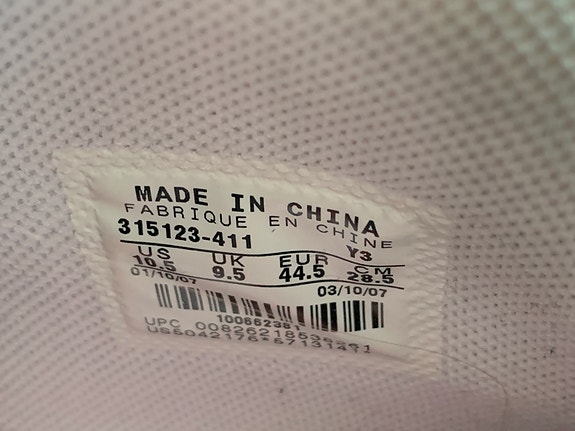 MADE IN CHINA
FABRIQUE EN CHINE
315123-411 Y3
US UK EUR CM
10.5 9.5 44.5 28.5
01/10/07 03/10/07
100662381
UPC